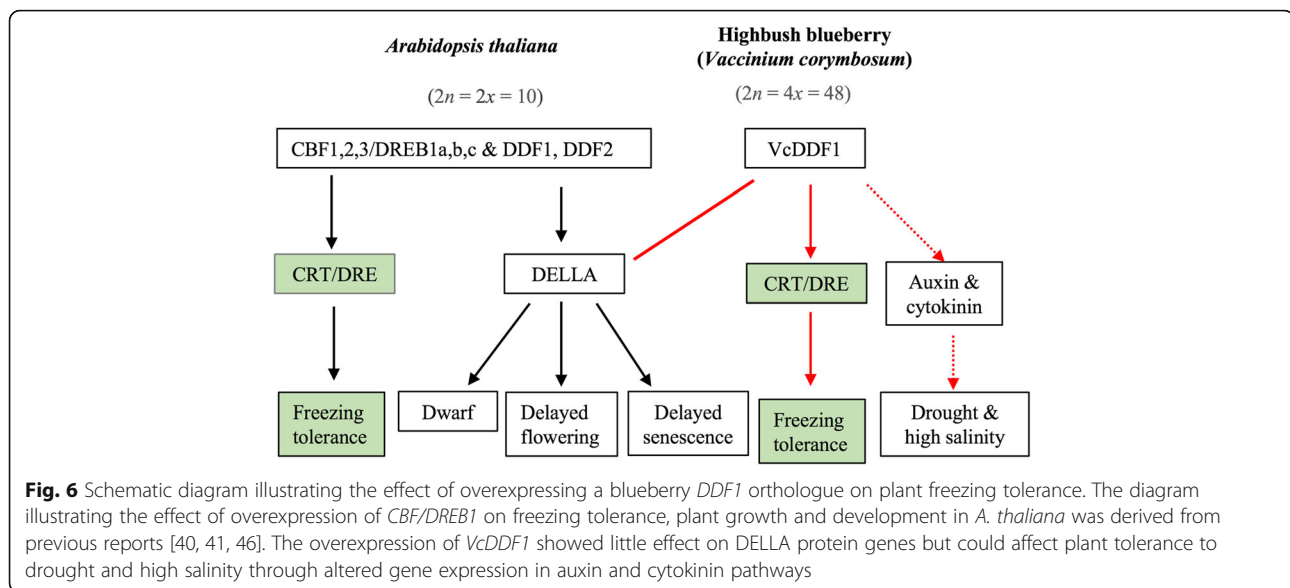 Arabidopsis thaliana
Highbush blueberry
(Vaccinium corymbosum)
(2n = 2x = 10)
(2n = 4x = 48)
CBF1,2,3/DREB1a,b,c & DDF1, DDF2
VcDDF1
CRT/DRE
DELLA
CRT/DRE
Auxin &
cytokinin
Freezing
tolerance
Dwarf
Delayed
flowering
Delayed
senescence
Freezing
tolerance
Drought &
high salinity
Fig. 6 Schematic diagram illustrating the effect of overexpressing a blueberry DDF1 orthologue on plant freezing tolerance. The diagram
illustrating the effect of overexpression of CBF/DREB1 on freezing tolerance, plant growth and development in A. thaliana was derived from
previous reports [40, 41, 46]. The overexpression of VcDDF1 showed little effect on DELLA protein genes but could affect plant tolerance to
drought and high salinity through altered gene expression in auxin and cytokinin pathways